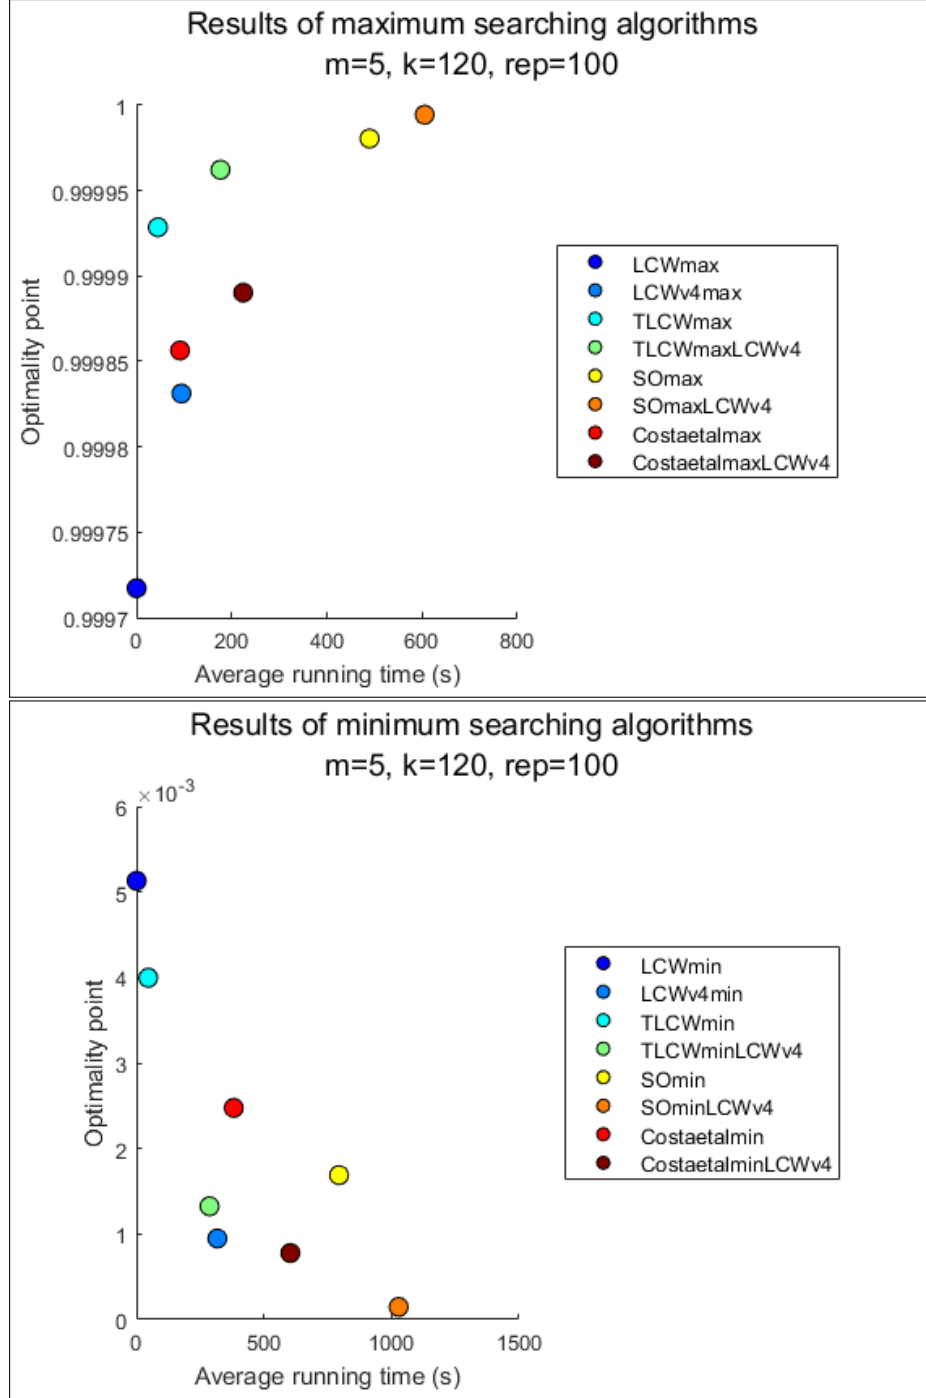 Results of maximum searching algorithms
m=5, k=120, rep=100
1
0.99995
0.9999
0.99985
0.9998
0.99975
0.9997
Optimality point
0 200 400 600 800
Average running time (s)
LCWmax
LCWv4max
TLCWmax
TLCWmaxLCWv4
SOmax
SOmaxLCWv4
Costaetalmax
CostaetalmaxLCWv4
Results of minimum searching algorithms
m=5, k=120, rep=100
×10-3
6
5
4
3
2
1
0
Optimality point
0 500 1000 1500
Average running time (s)
LCWmin
LCWv4min
TLCWmin
TLCWminLCWv4
SOmin
SOminLCWv4
Costaetalmin
CostaetalminLCWv4